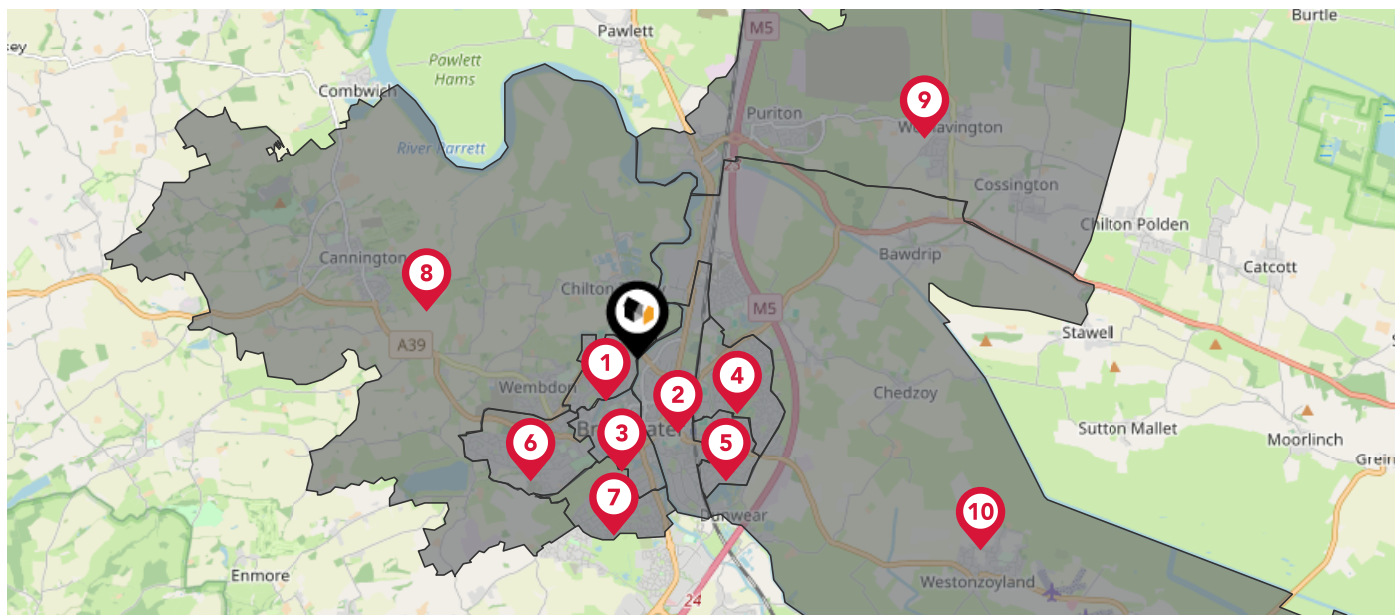 Burtle
M5
Pawlett
Pawlett
Hams
Combwich
9
Puriton
River Parrett
23
Cossington
Chilton Polden
Bawdrip
Cannington
8
Catcott
M5
Stawell
A39
1
4
Wembdon
2
Chedzoy
3
5
6
Sutton Mallet
Moorlinch
7
10
Dunwear
Enmore
Westonzoyland
24